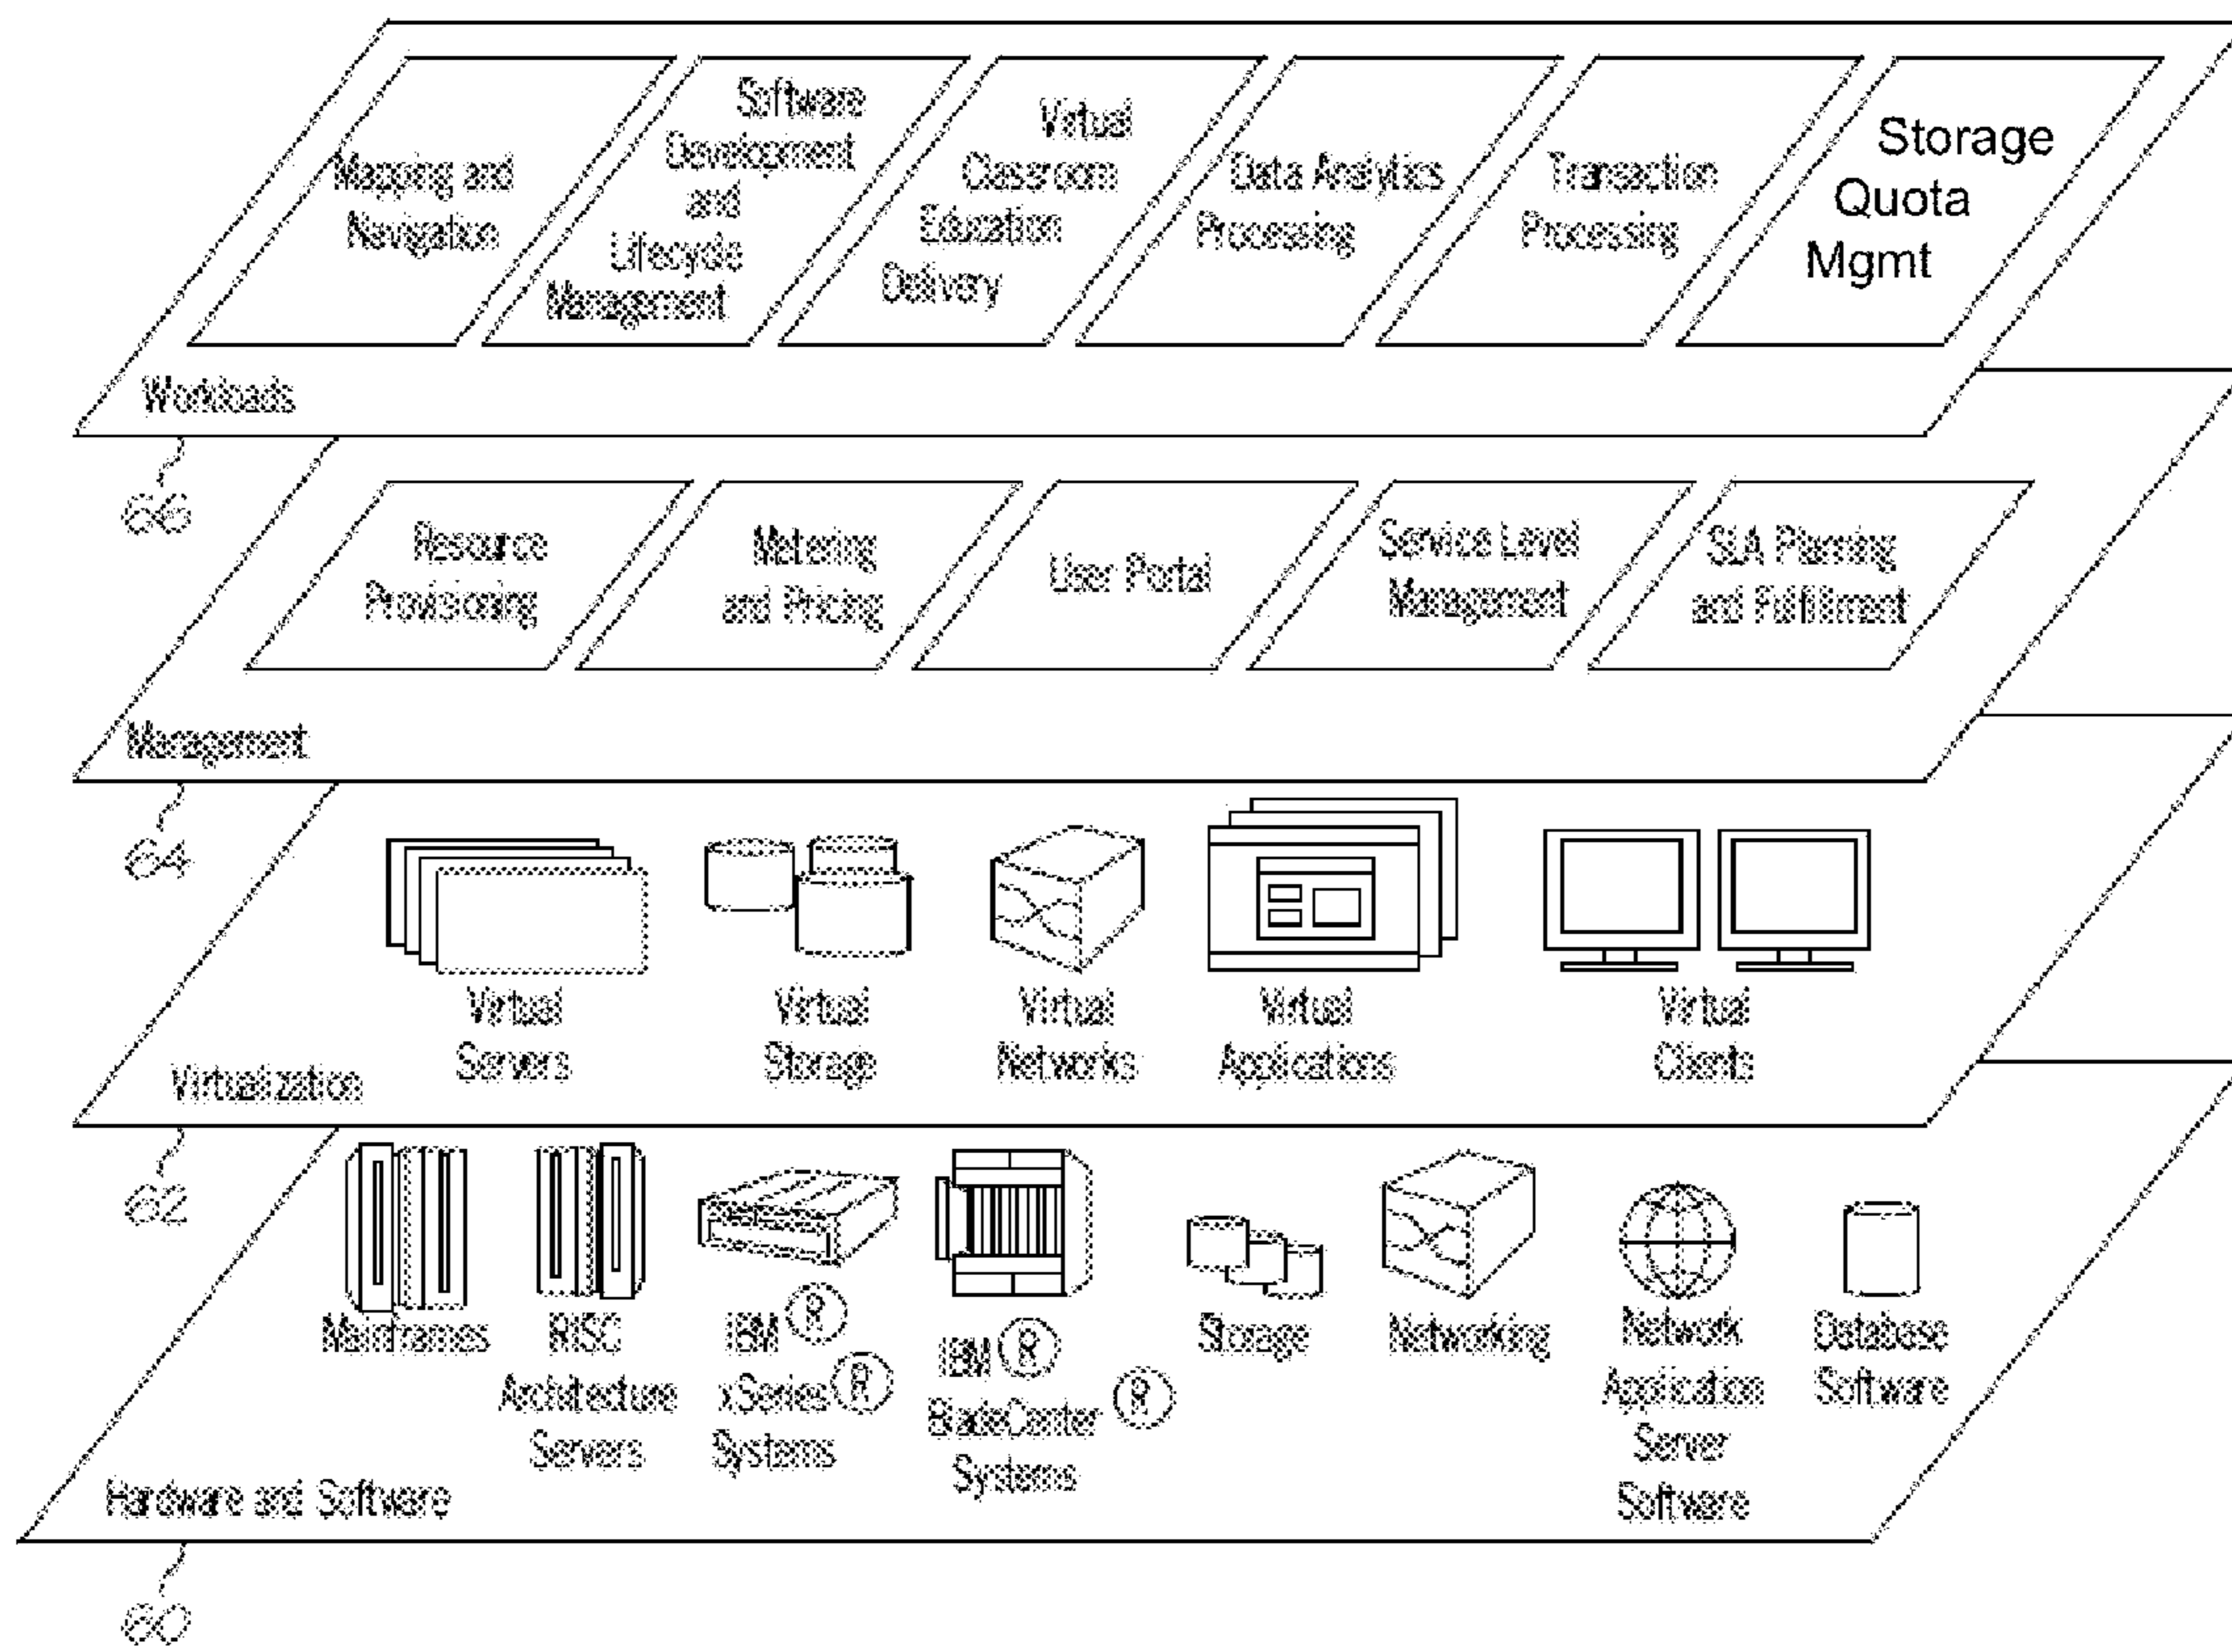 Mapping and
Navigation
Software
Development
and
Lifecycle
Management
Virtual
Classroom
Education
Delivery
Data Analytics
Processing
Transaction
Processing
Storage
Quota
Mgmt
Workloads
66
Resource
Provisioning
Metering
and Pricing
User Portal
Service Level
Management
SLA Planning
and Fulfillment
Management
64
Virtual
Servers
Virtual
Storage
Virtual
Networks
Virtual
Applications
Virtual
Clients
Virtualization
62
Mainframes
RISC
Architecture
Servers
IBM ®
xSeries ®
Systems
IBM ®
BladeCenter ®
Systems
Storage
Networking
Network
Application
Server
Software
Database
Software
Hardware and Software
60